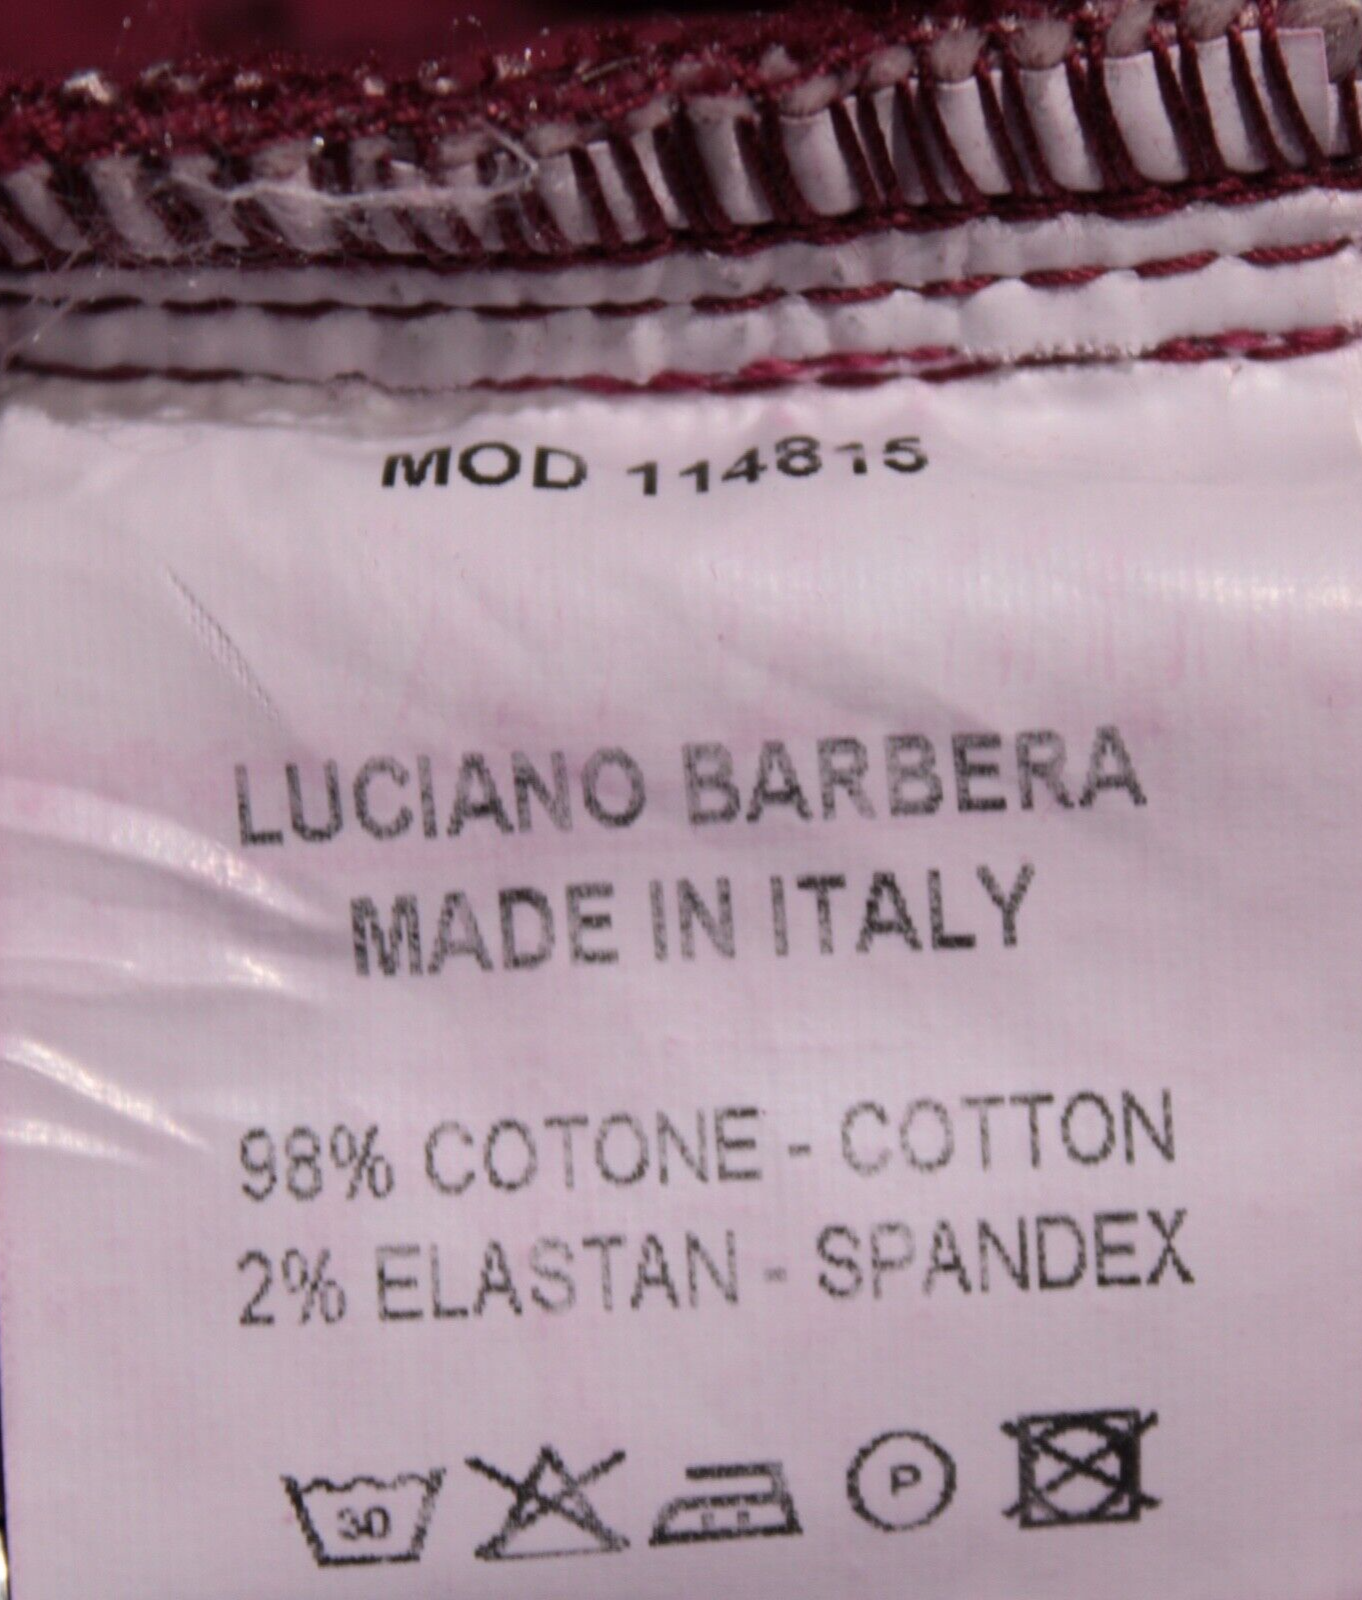 MOD 114815
LUCIANO BARBERA
MADE IN ITALY
98% COTONE - COTTON
2% ELASTAN - SPANDEX
30 P